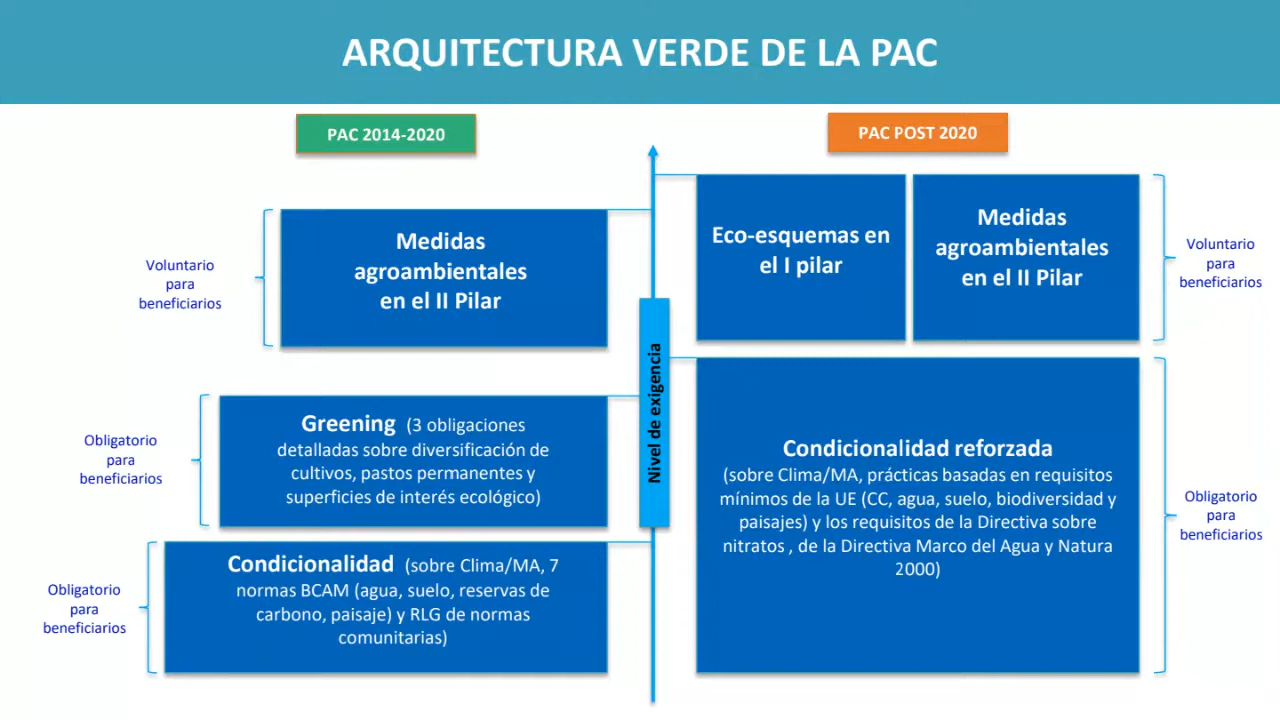 ARQUITECTURA VERDE DE LA PAC
PAC 2014-2020
Voluntario
para
beneficiarios
Medidas
agroambientales
en el II Pilar
Obligatorio
para
beneficiarios
Greening (3 obligaciones
detalladas sobre diversificación de
cultivos, pastos permanentes y
superficies de interés ecológico)
Obligatorio
para
beneficiarios
Condicionalidad (sobre Clima/MA, 7
normas BCAM (agua, suelo, reservas de
carbono, paisaje) y RLG de normas
comunitarias)
Nivel de exigencia
PAC POST 2020
Eco-esquemas en
el I pilar
Medidas
agroambientales
en el II Pilar
Voluntario
para
beneficiarios
Condicionalidad reforzada
(sobre Clima/MA, prácticas basadas en requisitos
mínimos de la UE (CC, agua, suelo, biodiversidad y
paisajes) y los requisitos de la Directiva sobre
nitratos , de la Directiva Marco del Agua y Natura
2000)
Obligatorio
para
beneficiarios